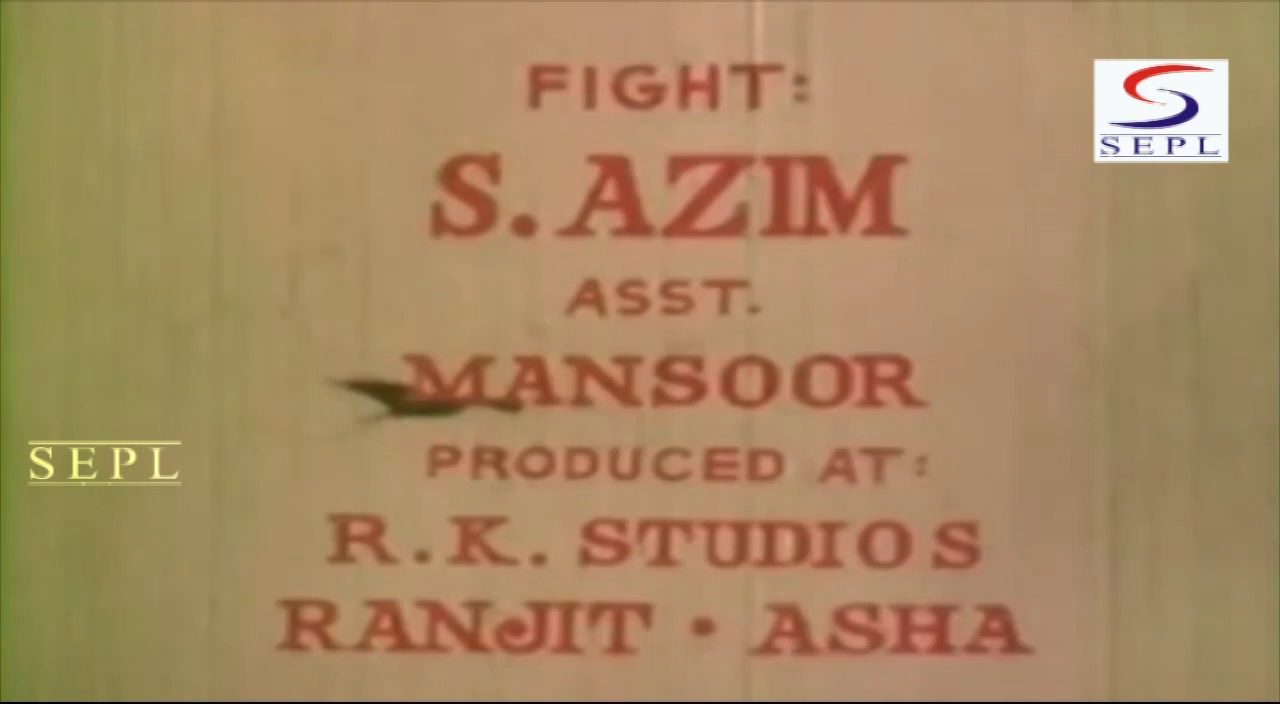 FIGHT:
S. AZIM
ASST.
MANSOOR
PRODUCED AT:
R.K. STUDIOS
RANJIT • ASHA
SEPL
SEPL